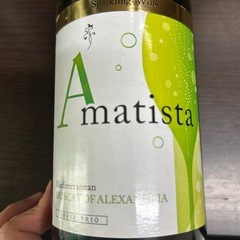 Sparkling Wine
Amatista
Mediterranean
MUSCAT OF ALEXANDRIA